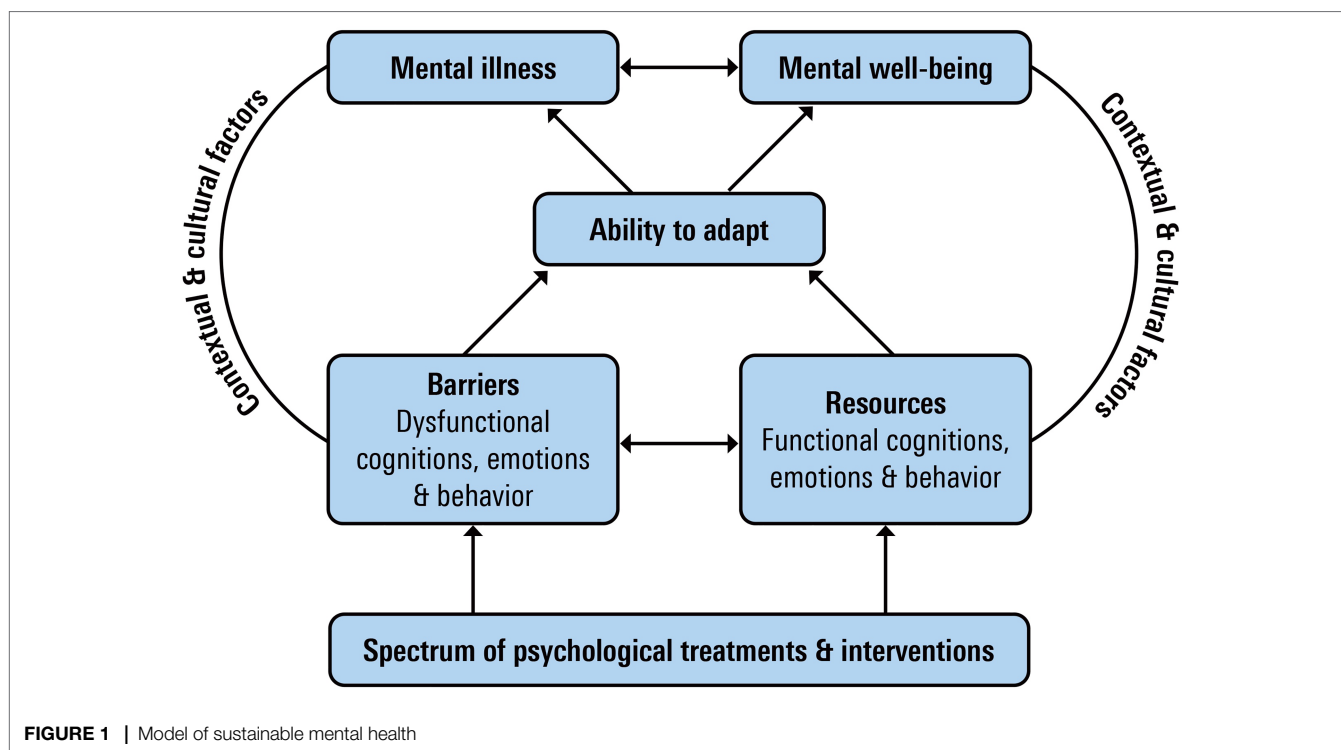 Mental illness
Mental well-being
Contextual & cultural factors
Contextual & cultural factors
Ability to adapt
Barriers
Dysfunctional
cognitions, emotions
& behavior
Resources
Functional cognitions,
emotions & behavior
Spectrum of psychological treatments & interventions
FIGURE 1 | Model of sustainable mental health